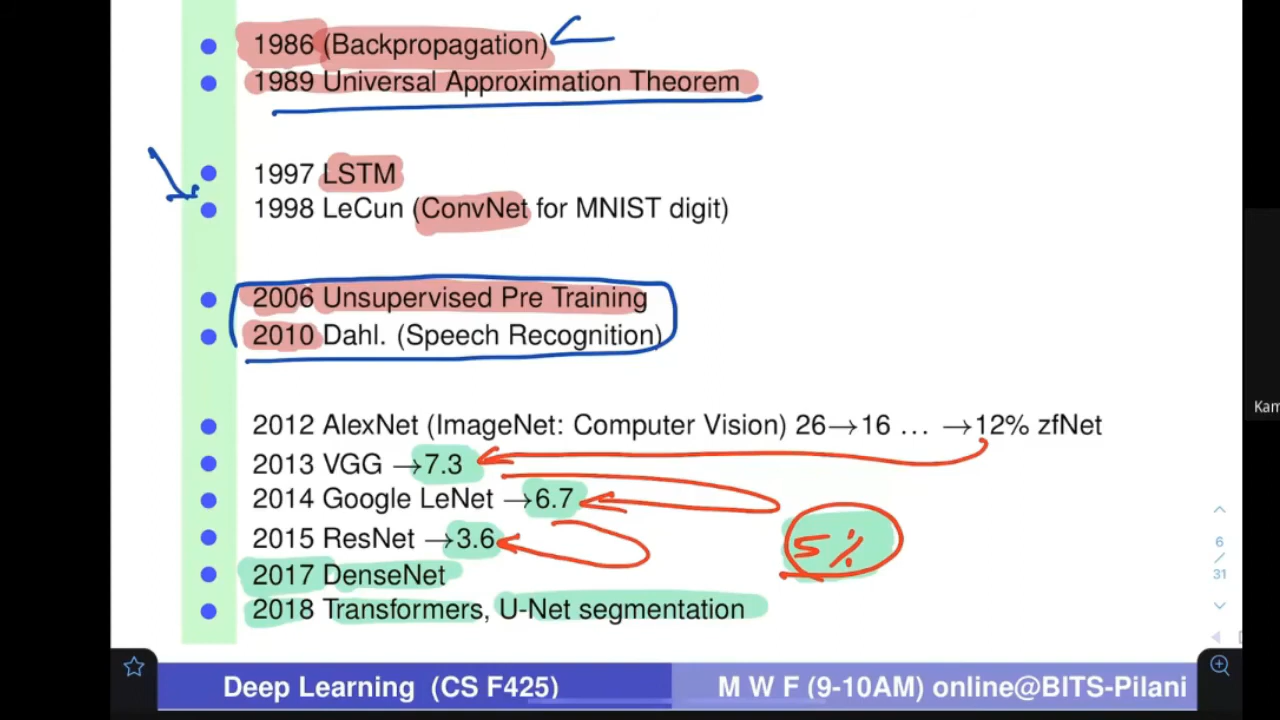 1986 (Backpropagation)
1989 Universal Approximation Theorem
1997 LSTM
1998 LeCun (ConvNet for MNIST digit)
2006 Unsupervised Pre Training
2010 Dahl. (Speech Recognition)
2012 AlexNet (ImageNet: Computer Vision) 26→16 ... →12% zfNet
2013 VGG →7.3
2014 Google LeNet →6.7
2015 ResNet →3.6
5%
2017 DenseNet
2018 Transformers, U-Net segmentation
Kam
6
/
31
Deep Learning (CS F425)
M W F (9-10AM) online@BITS-Pilani